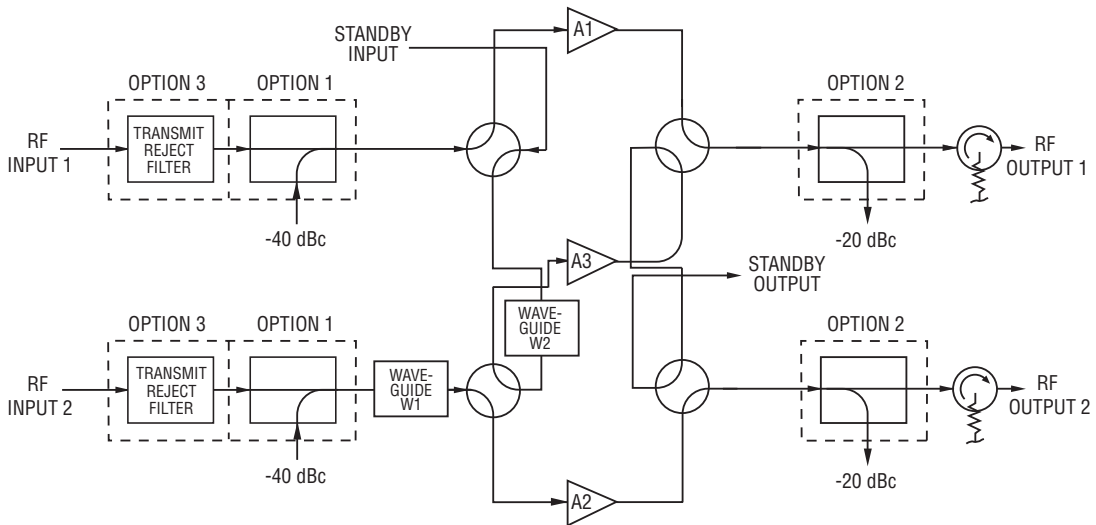 STANDBY
INPUT
A1
OPTION 3
OPTION 1
OPTION 2
RF
INPUT 1
TRANSMIT
REJECT
FILTER
RF
OUTPUT 1
-40 dBc
-20 dBc
A3
STANDBY
OUTPUT
WAVE-
GUIDE
W2
OPTION 3
OPTION 1
OPTION 2
RF
INPUT 2
TRANSMIT
REJECT
FILTER
WAVE-
GUIDE
W1
RF
OUTPUT 2
-40 dBc
-20 dBc
A2